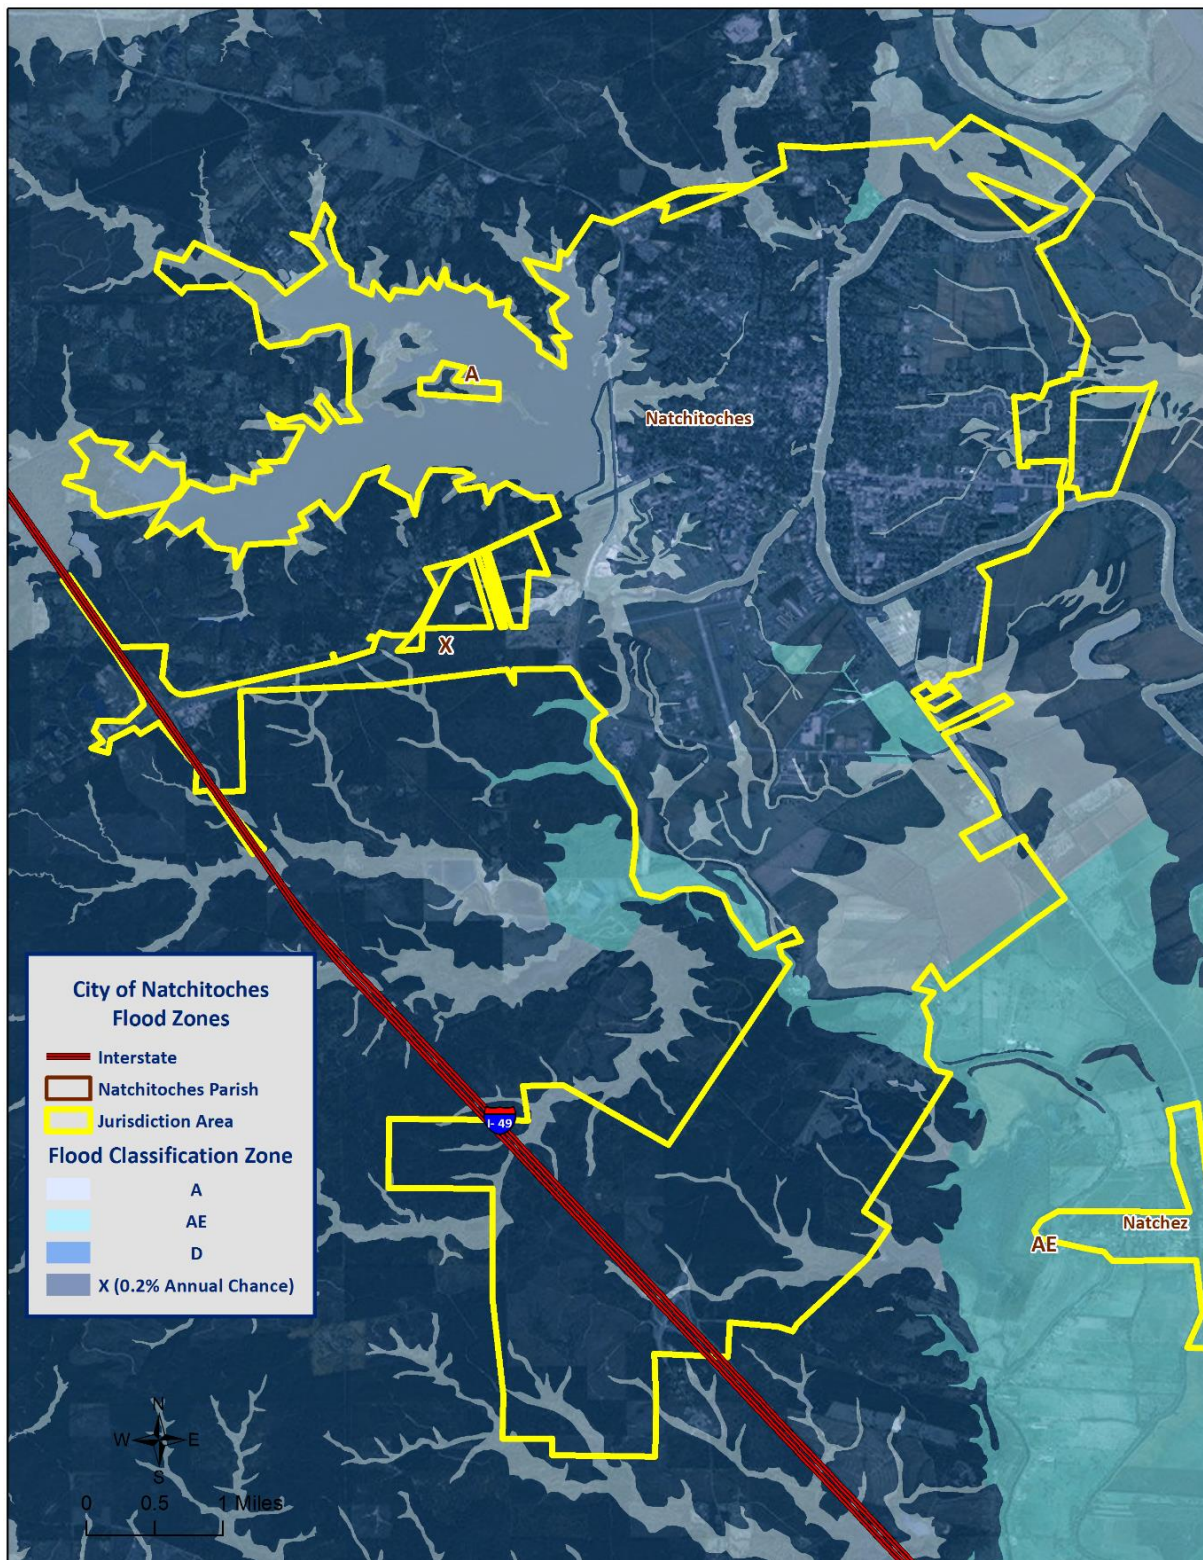 A
Natchitoches
X
City of Natchitoches
Flood Zones
Interstate
Natchitoches Parish
Jurisdiction Area
Flood Classification Zone
A
AE
D
X (0.2% Annual Chance)
I- 49
Natchez
AE
N
W E
S
0 0.5 1 Miles